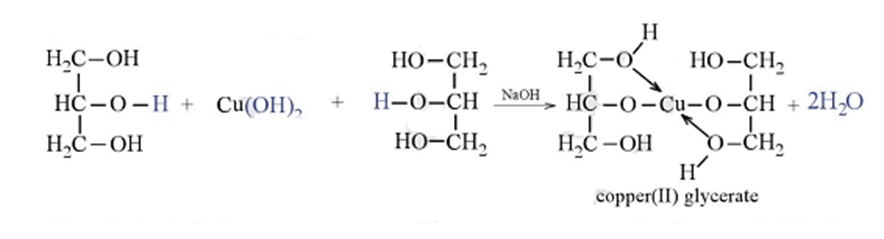 H
H₂C–OH HO–CH₂ H₂C–O HO–CH₂
HC–O–H + Cu(OH)₂ + H–O–CH NaOH HC–O–Cu–O–CH + 2H₂O
H₂C–OH HO–CH₂ H₂C–OH O–CH₂
H
copper(II) glycerate